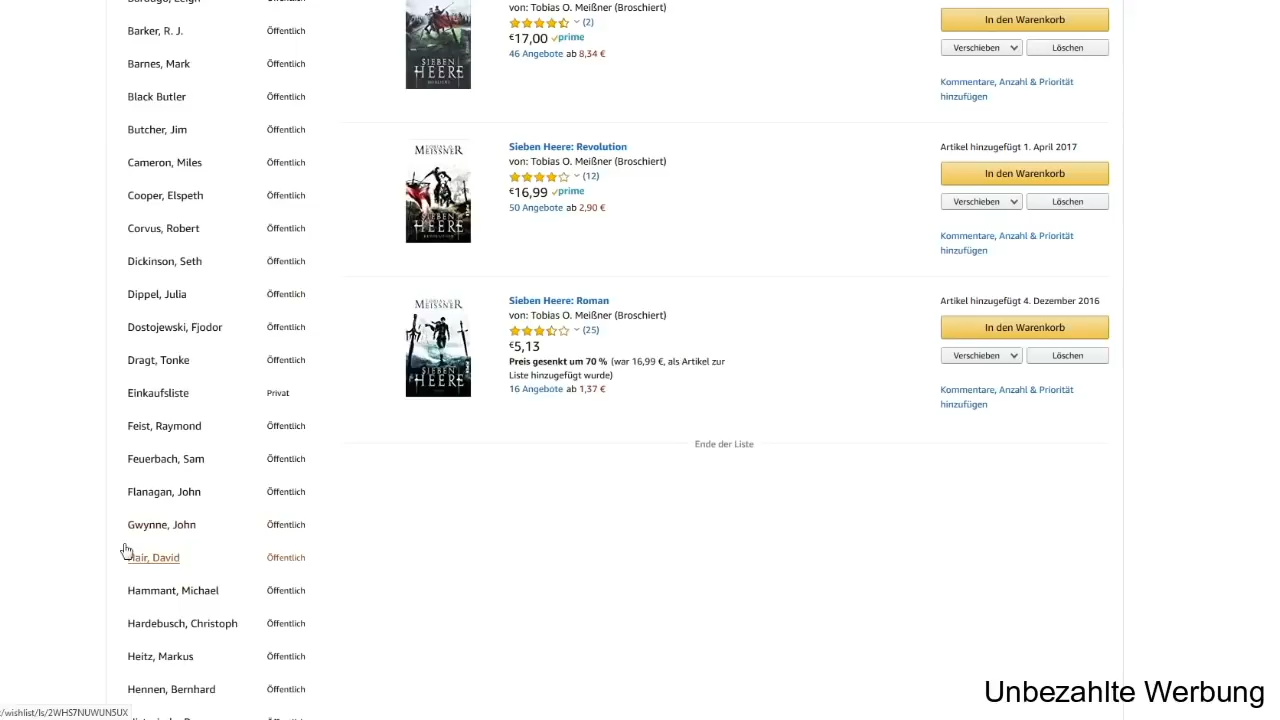 Barker, R. J. Öffentlich
Barnes, Mark Öffentlich
Black Butler Öffentlich
Butcher, Jim Öffentlich
Cameron, Miles Öffentlich
Cooper, Elspeth Öffentlich
Corvus, Robert Öffentlich
Dickinson, Seth Öffentlich
Dippel, Julia Öffentlich
Dostojewski, Fjodor Öffentlich
Dragt, Tonke Öffentlich
Einkaufsliste Privat
Feist, Raymond Öffentlich
Feuerbach, Sam Öffentlich
Flanagan, John Öffentlich
Gwynne, John Öffentlich
Hair, David Öffentlich
Hammant, Michael Öffentlich
Hardebusch, Christoph Öffentlich
Heitz, Markus Öffentlich
Hennen, Bernhard Öffentlich
SIEBEN
HEERE
von: Tobias O. Meißner (Broschiert)
(2)
€17,00 prime
46 Angebote ab 8,34 €
In den Warenkorb
Verschieben Löschen
Kommentare, Anzahl & Priorität
hinzufügen
MEISSNER
SIEBEN
HEERE
Sieben Heere: Revolution
von: Tobias O. Meißner (Broschiert)
(12)
€16,99 prime
50 Angebote ab 2,90 €
Artikel hinzugefügt 1. April 2017
In den Warenkorb
Verschieben Löschen
Kommentare, Anzahl & Priorität
hinzufügen
MEISSNER
SIEBEN
HEERE
Sieben Heere: Roman
von: Tobias O. Meißner (Broschiert)
(25)
€5,13
Preis gesenkt um 70 % (war 16,99 €, als Artikel zur
Liste hinzugefügt wurde)
16 Angebote ab 1,37 €
Artikel hinzugefügt 4. Dezember 2016
In den Warenkorb
Verschieben Löschen
Kommentare, Anzahl & Priorität
hinzufügen
Ende der Liste
Unbezahlte Werbung
/wishlist/ls/2WHS7NUWUN5UX